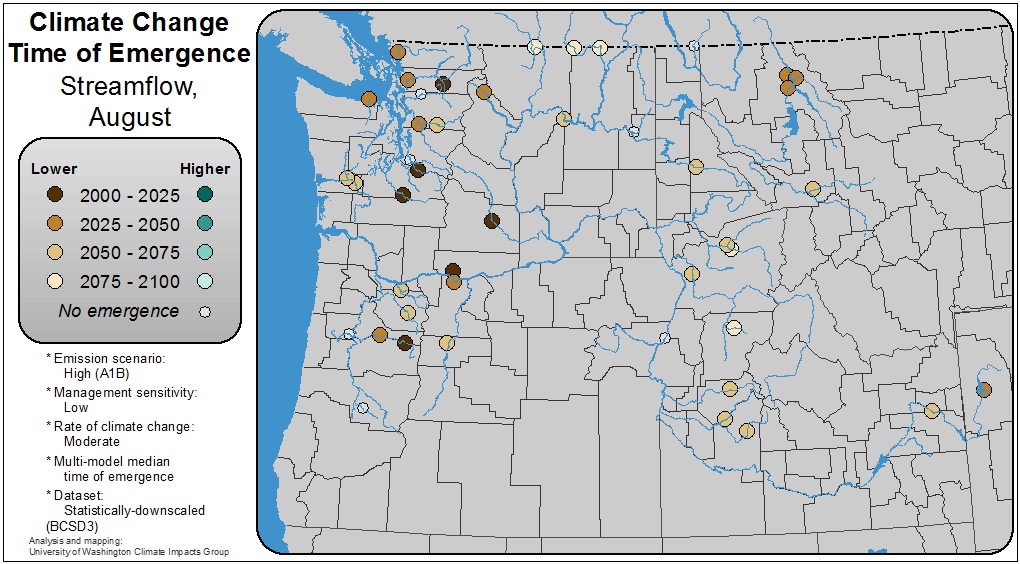 Climate Change
Time of Emergence
Streamflow,
August
Lower Higher
2000 - 2025
2025 - 2050
2050 - 2075
2075 - 2100
No emergence
* Emission scenario:
High (A1B)
* Management sensitivity:
Low
* Rate of climate change:
Moderate
* Multi-model median
time of emergence
* Dataset:
Statistically-downscaled
(BCSD3)
Analysis and mapping:
University of Washington Climate Impacts Group